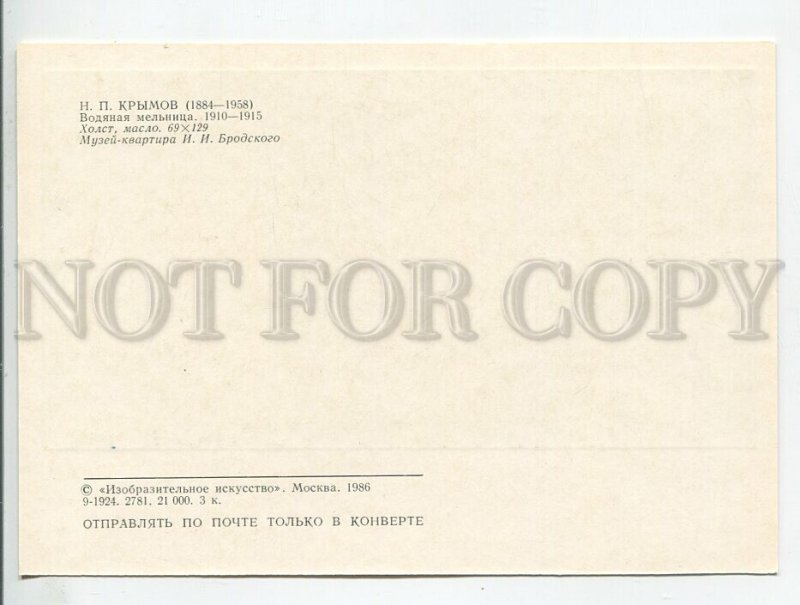 Н. П. КРЫМОВ (1884—1958)
Водяная мельница. 1910—1915
Холст, масло. 69×129
Музей-квартира И. И. Бродского
NOT FOR COPY
© «Изобразительное искусство». Москва. 1986
9-1924. 2781. 21 000. 3 к.
ОТПРАВЛЯТЬ ПО ПОЧТЕ ТОЛЬКО В КОНВЕРТЕ